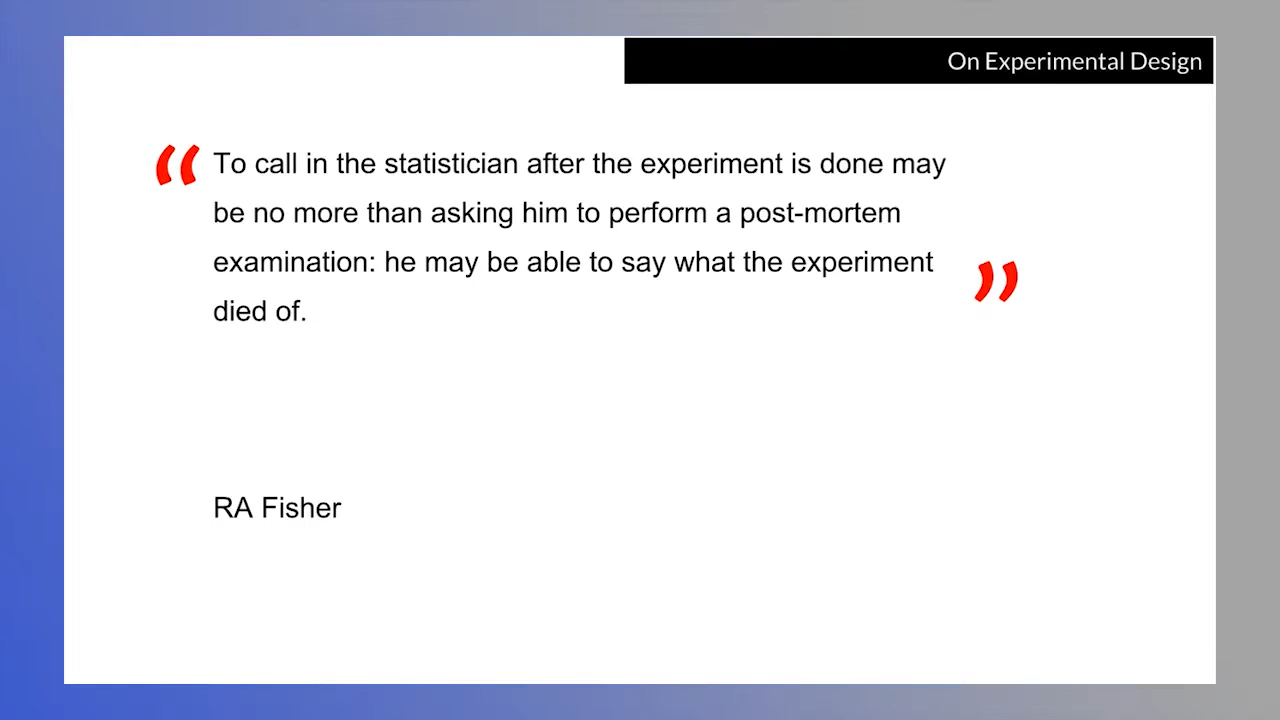 On Experimental Design
“ To call in the statistician after the experiment is done may
be no more than asking him to perform a post-mortem
examination: he may be able to say what the experiment ”
died of.
RA Fisher